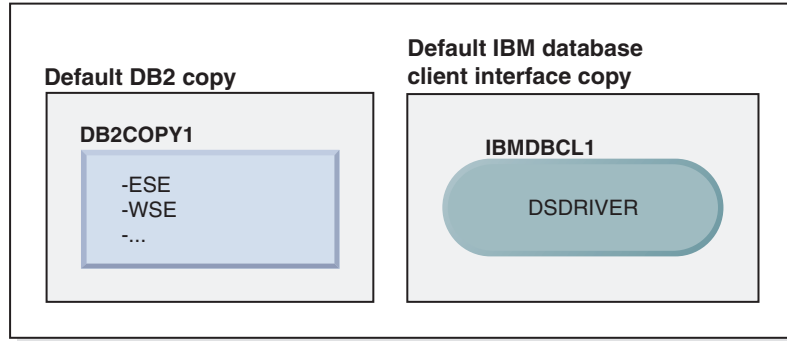 Default DB2 copy
DB2COPY1
-ESE
-WSE
-...
Default IBM database
client interface copy
IBMDBCL1
DSDRIVER